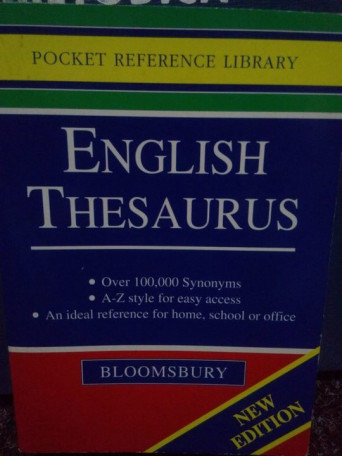 POCKET REFERENCE LIBRARY
ENGLISH
THESAURUS
• Over 100,000 Synonyms
• A-Z style for easy access
• An ideal reference for home, school or office
BLOOMSBURY
NEW
EDITION